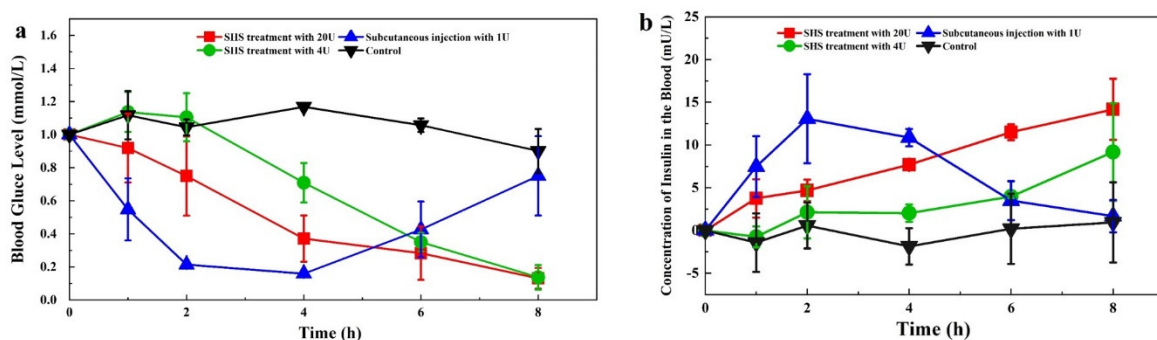 a
SHS treatment with 20U
Subcutaneous injection with 1U
SHS treatment with 4U
Control
Blood Gluce Level (mmol/L)
1.8
1.6
1.4
1.2
1.0
0.8
0.6
0.4
0.2
0.0
0 2 4 6 8
Time (h)
b
SHS treatment with 20U
Subcutaneous injection with 1U
SHS treatment with 4U
Control
Concentration of Insulin in the Blood (mU/L)
25
20
15
10
5
0
-5
0 2 4 6 8
Time (h)